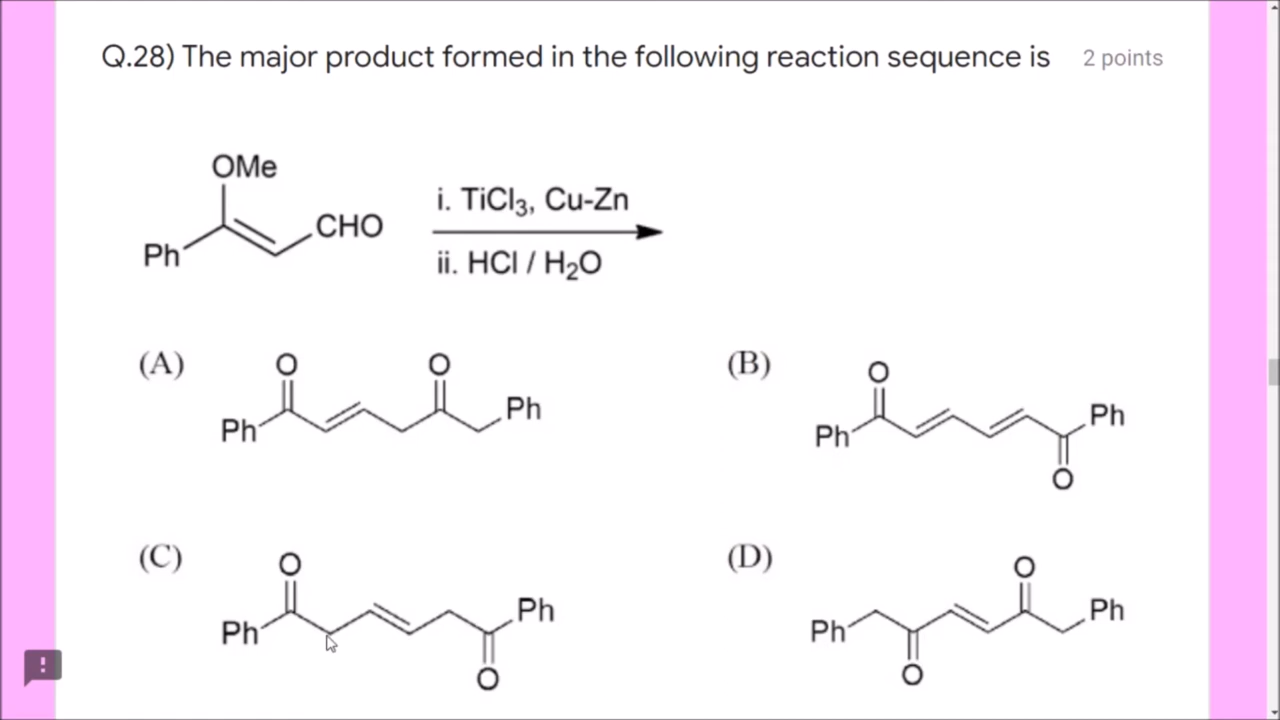 Q.28) The major product formed in the following reaction sequence is 2 points
OMe
Ph
CHO
i. TiCl₃, Cu-Zn
ii. HCl / H₂O
(A)
O
O
Ph
Ph
(B)
O
Ph
Ph
O
(C)
O
Ph
Ph
O
(D)
O
Ph
Ph
O
!